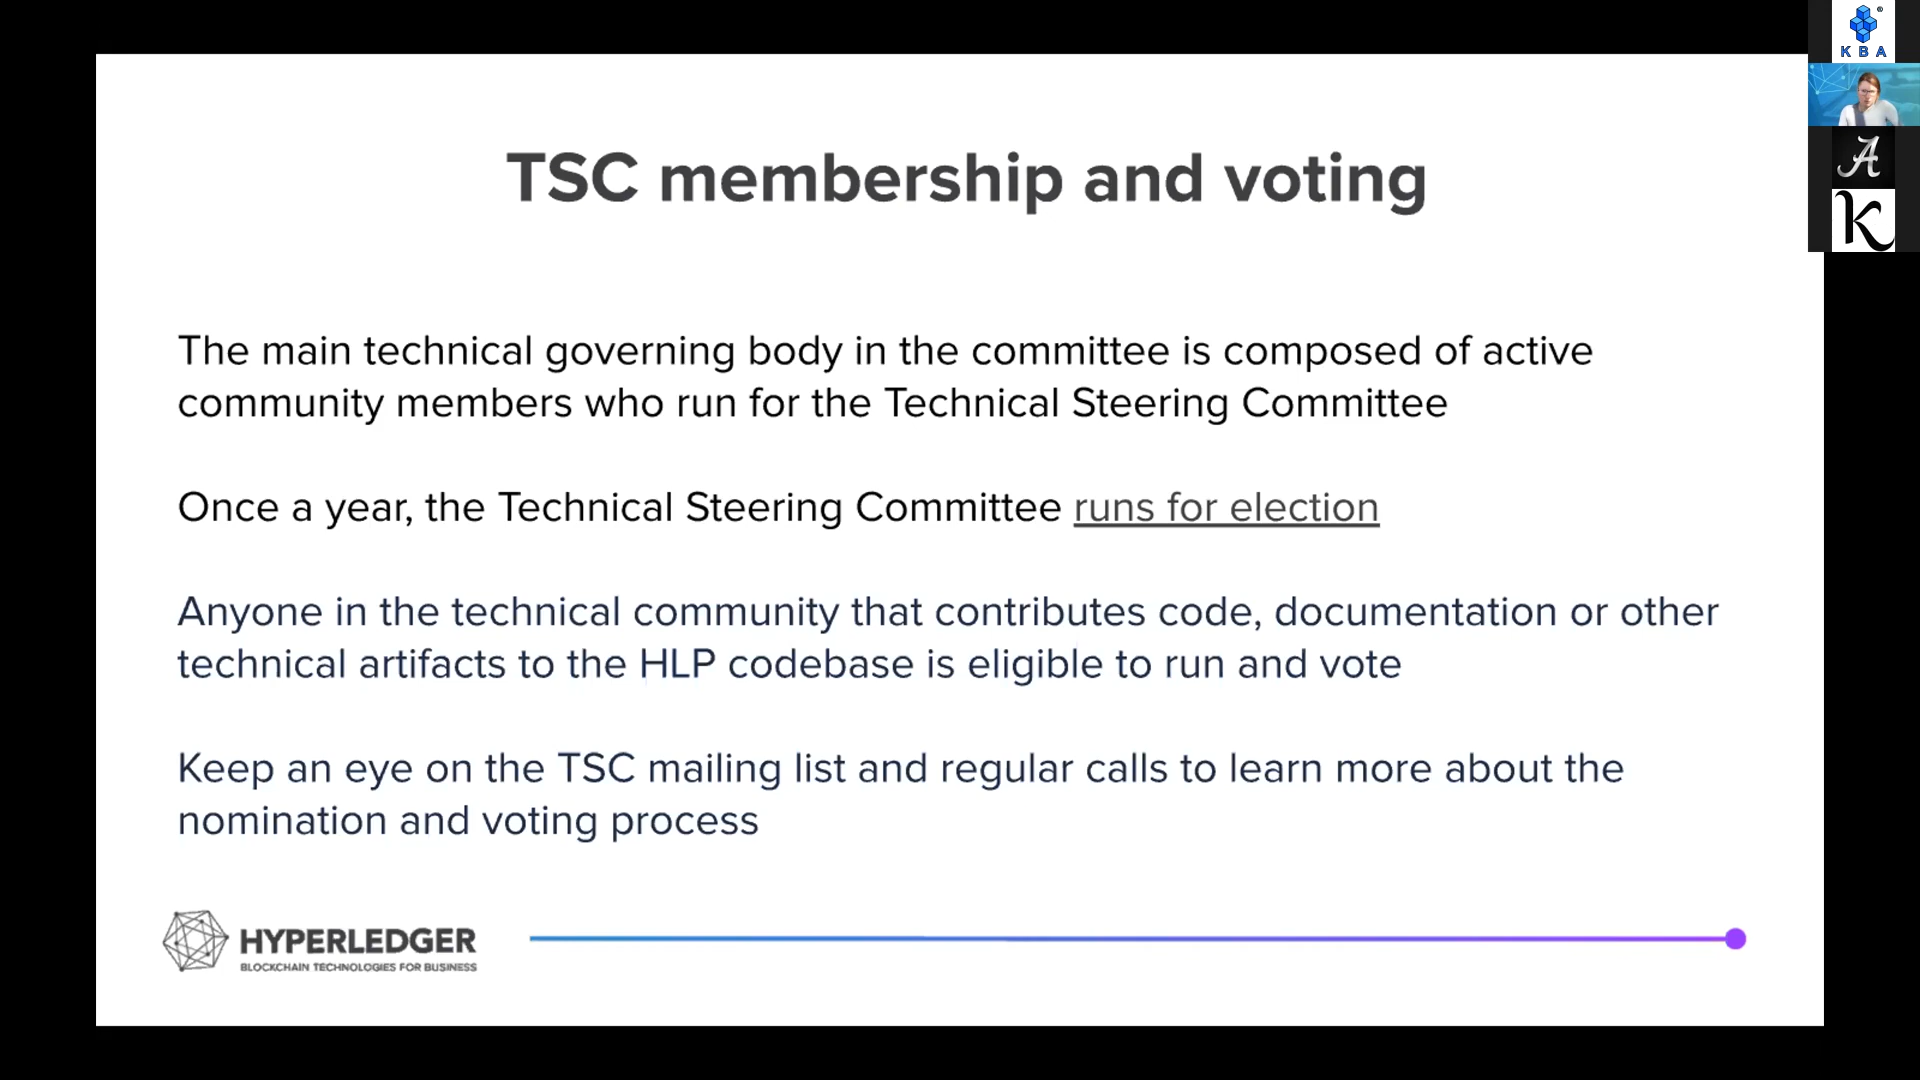 TSC membership and voting
The main technical governing body in the committee is composed of active
community members who run for the Technical Steering Committee
Once a year, the Technical Steering Committee runs for election
Anyone in the technical community that contributes code, documentation or other
technical artifacts to the HLP codebase is eligible to run and vote
Keep an eye on the TSC mailing list and regular calls to learn more about the
nomination and voting process
HYPERLEDGER
BLOCKCHAIN TECHNOLOGIES FOR BUSINESS
®
KBA
A
K